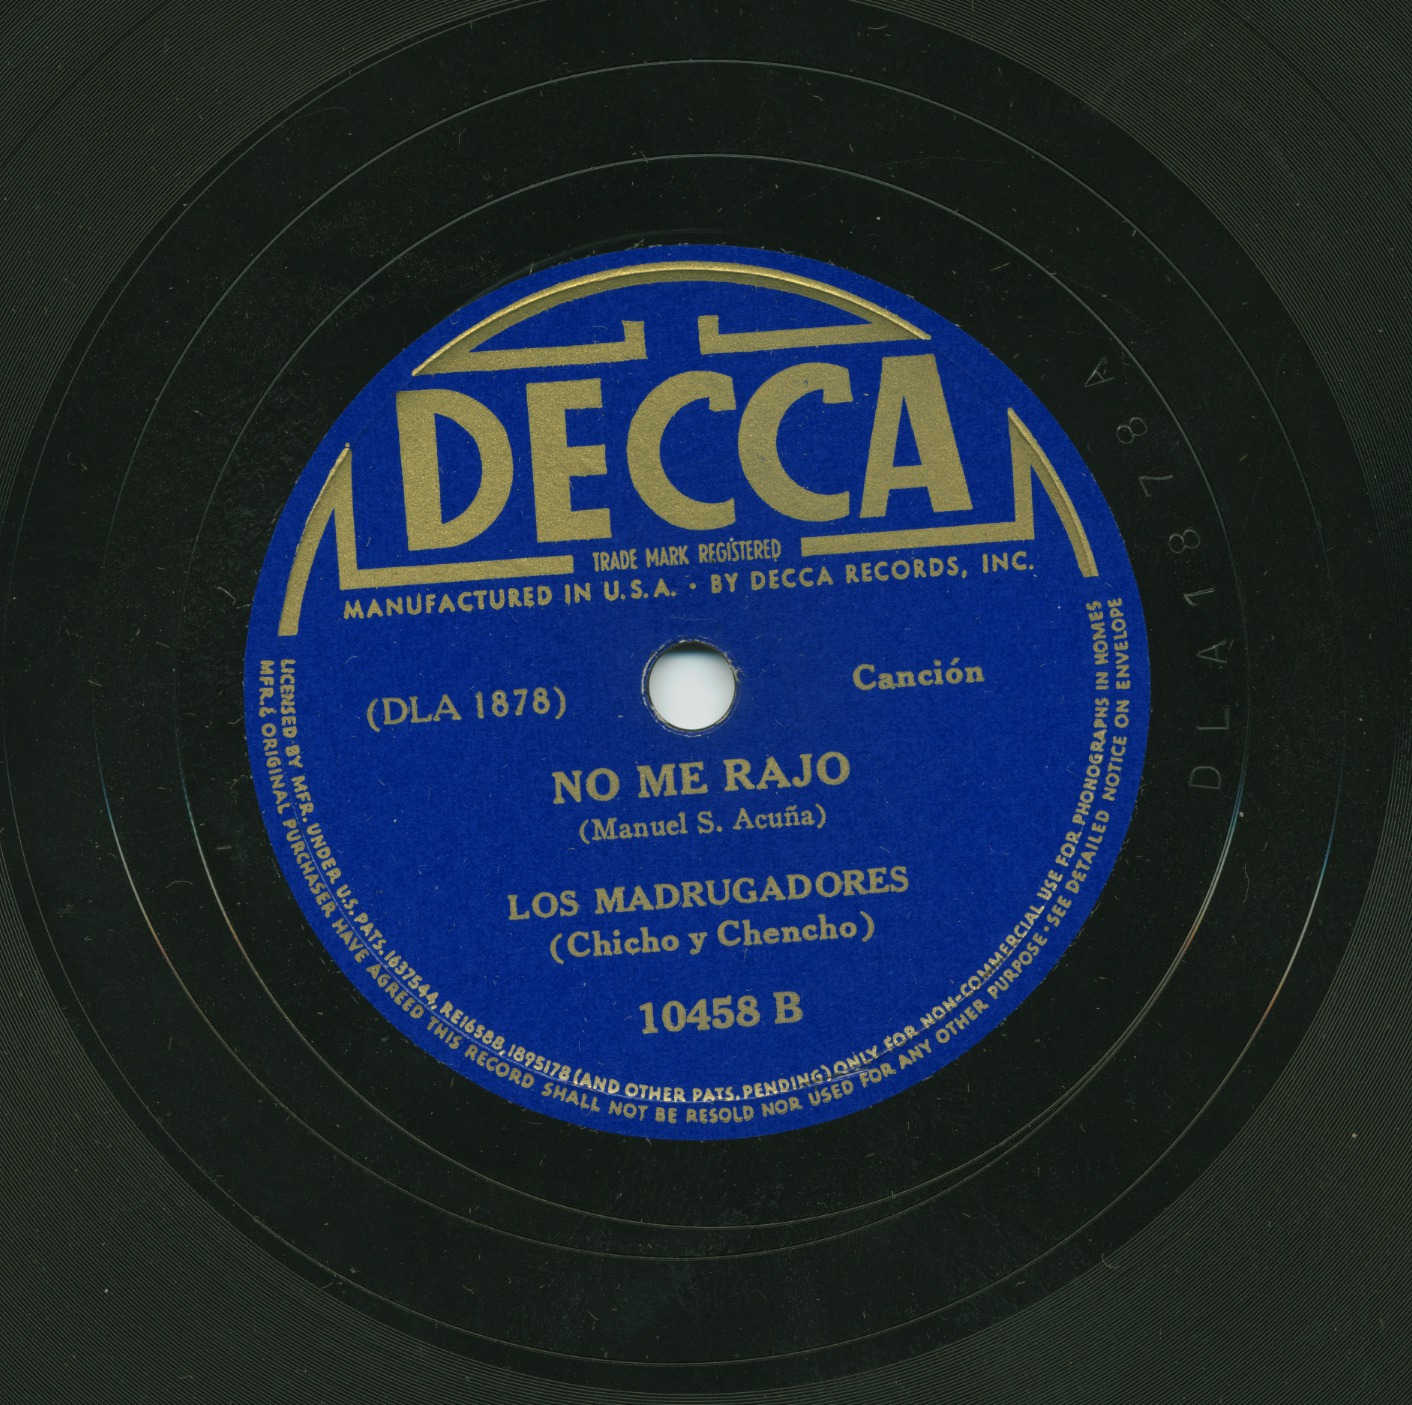 DECCA
TRADE MARK REGISTERED
MANUFACTURED IN U.S.A. • BY DECCA RECORDS, INC.
(DLA 1878)
Canción
NO ME RAJO
(Manuel S. Acuña)
LOS MADRUGADORES
(Chicho y Chencho)
10458 B
LICENSED BY MFR. UNDER U.S. PATS. 1637544, RE16588, 1895178 (AND OTHER PATS. PENDING) ONLY FOR NON-COMMERCIAL USE FOR PHONOGRAPHS IN HOMES
MFR. & ORIGINAL PURCHASER HAVE AGREED THIS RECORD SHALL NOT BE RESOLD NOR USED FOR ANY OTHER PURPOSE • SEE DETAILED NOTICE ON ENVELOPE
DLA1878A